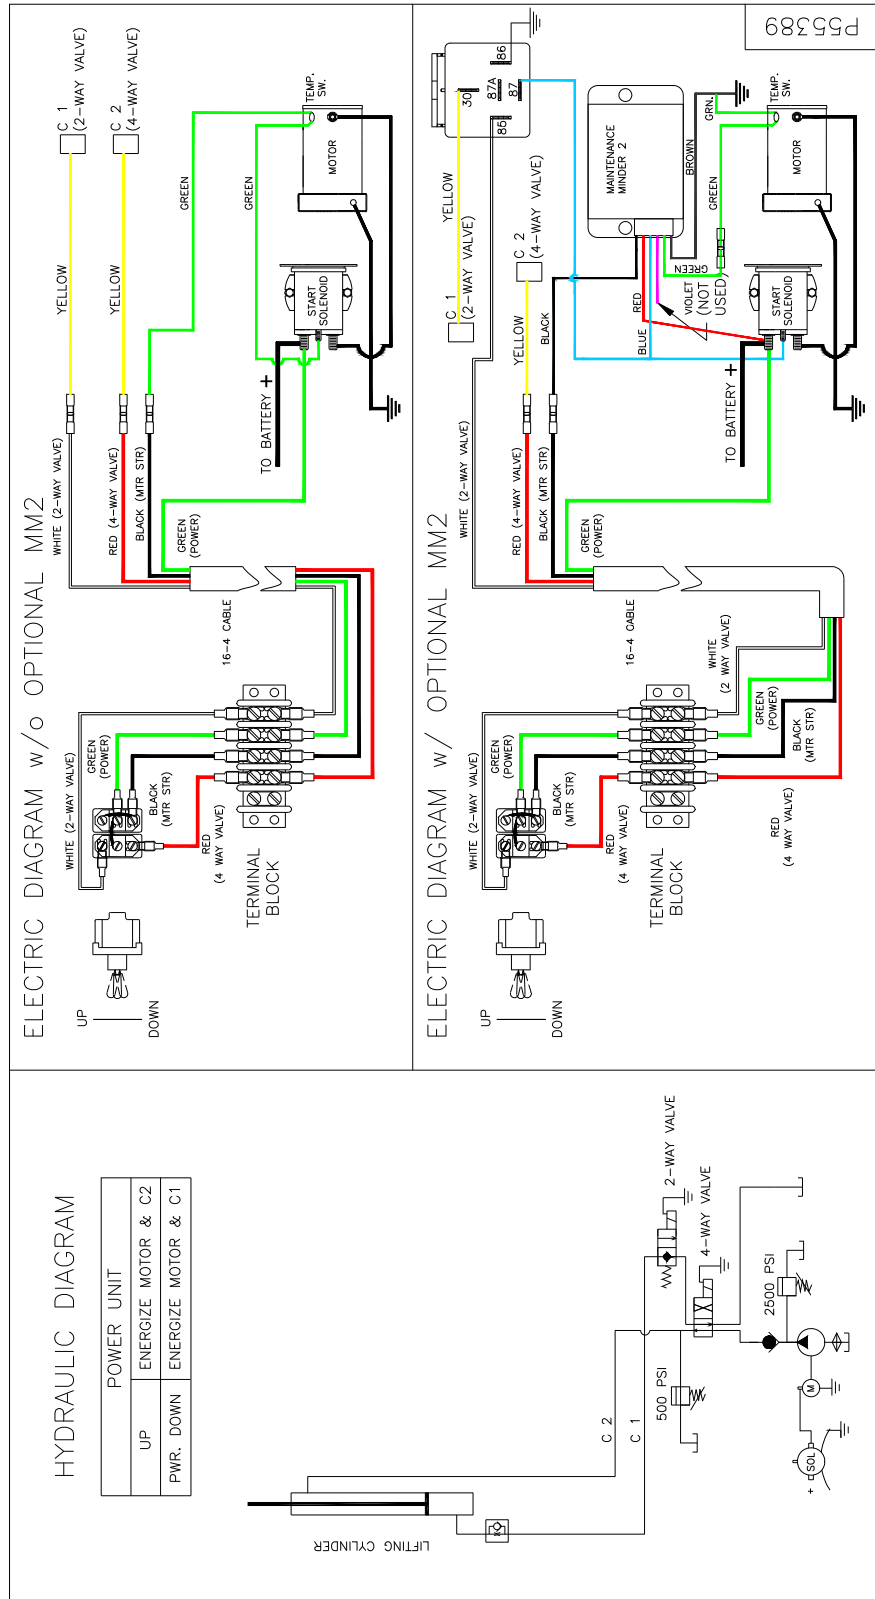 HYDRAULIC DIAGRAM
POWER UNIT
UP
ENERGIZE MOTOR & C2
PWR. DOWN
ENERGIZE MOTOR & C1
LIFTING CYLINDER
C 2
C 1
500 PSI
2-WAY VALVE
4-WAY VALVE
2500 PSI
M
SOL
+
ELECTRIC DIAGRAM w/o OPTIONAL MM2
UP
DOWN
WHITE (2-WAY VALVE)
GREEN
(POWER)
BLACK
(MTR STR)
RED
(4 WAY VALVE)
TERMINAL
BLOCK
16-4 CABLE
WHITE (2-WAY VALVE)
RED (4-WAY VALVE)
BLACK (MTR STR)
GREEN
(POWER)
YELLOW
YELLOW
C 1
(2-WAY VALVE)
C 2
(4-WAY VALVE)
GREEN
GREEN
TO BATTERY +
START
SOLENOID
MOTOR
TEMP.
SW.
ELECTRIC DIAGRAM w/ OPTIONAL MM2
UP
DOWN
WHITE (2-WAY VALVE)
GREEN
(POWER)
BLACK
(MTR STR)
RED
(4 WAY VALVE)
TERMINAL
BLOCK
16-4 CABLE
WHITE
(2 WAY VALVE)
GREEN
(POWER)
BLACK
(MTR STR)
RED
(4 WAY VALVE)
WHITE (2-WAY VALVE)
RED (4-WAY VALVE)
BLACK (MTR STR)
GREEN
(POWER)
C 1
(2-WAY VALVE)
YELLOW
YELLOW
C 2
(4-WAY VALVE)
BLACK
30
87A
87
86
85
MAINTENANCE
MINDER 2
RED
BLUE
VIOLET
(NOT
USED)
GREEN
BROWN
GREEN
GRN.
TO BATTERY +
START
SOLENOID
MOTOR
TEMP.
SW.
P55389